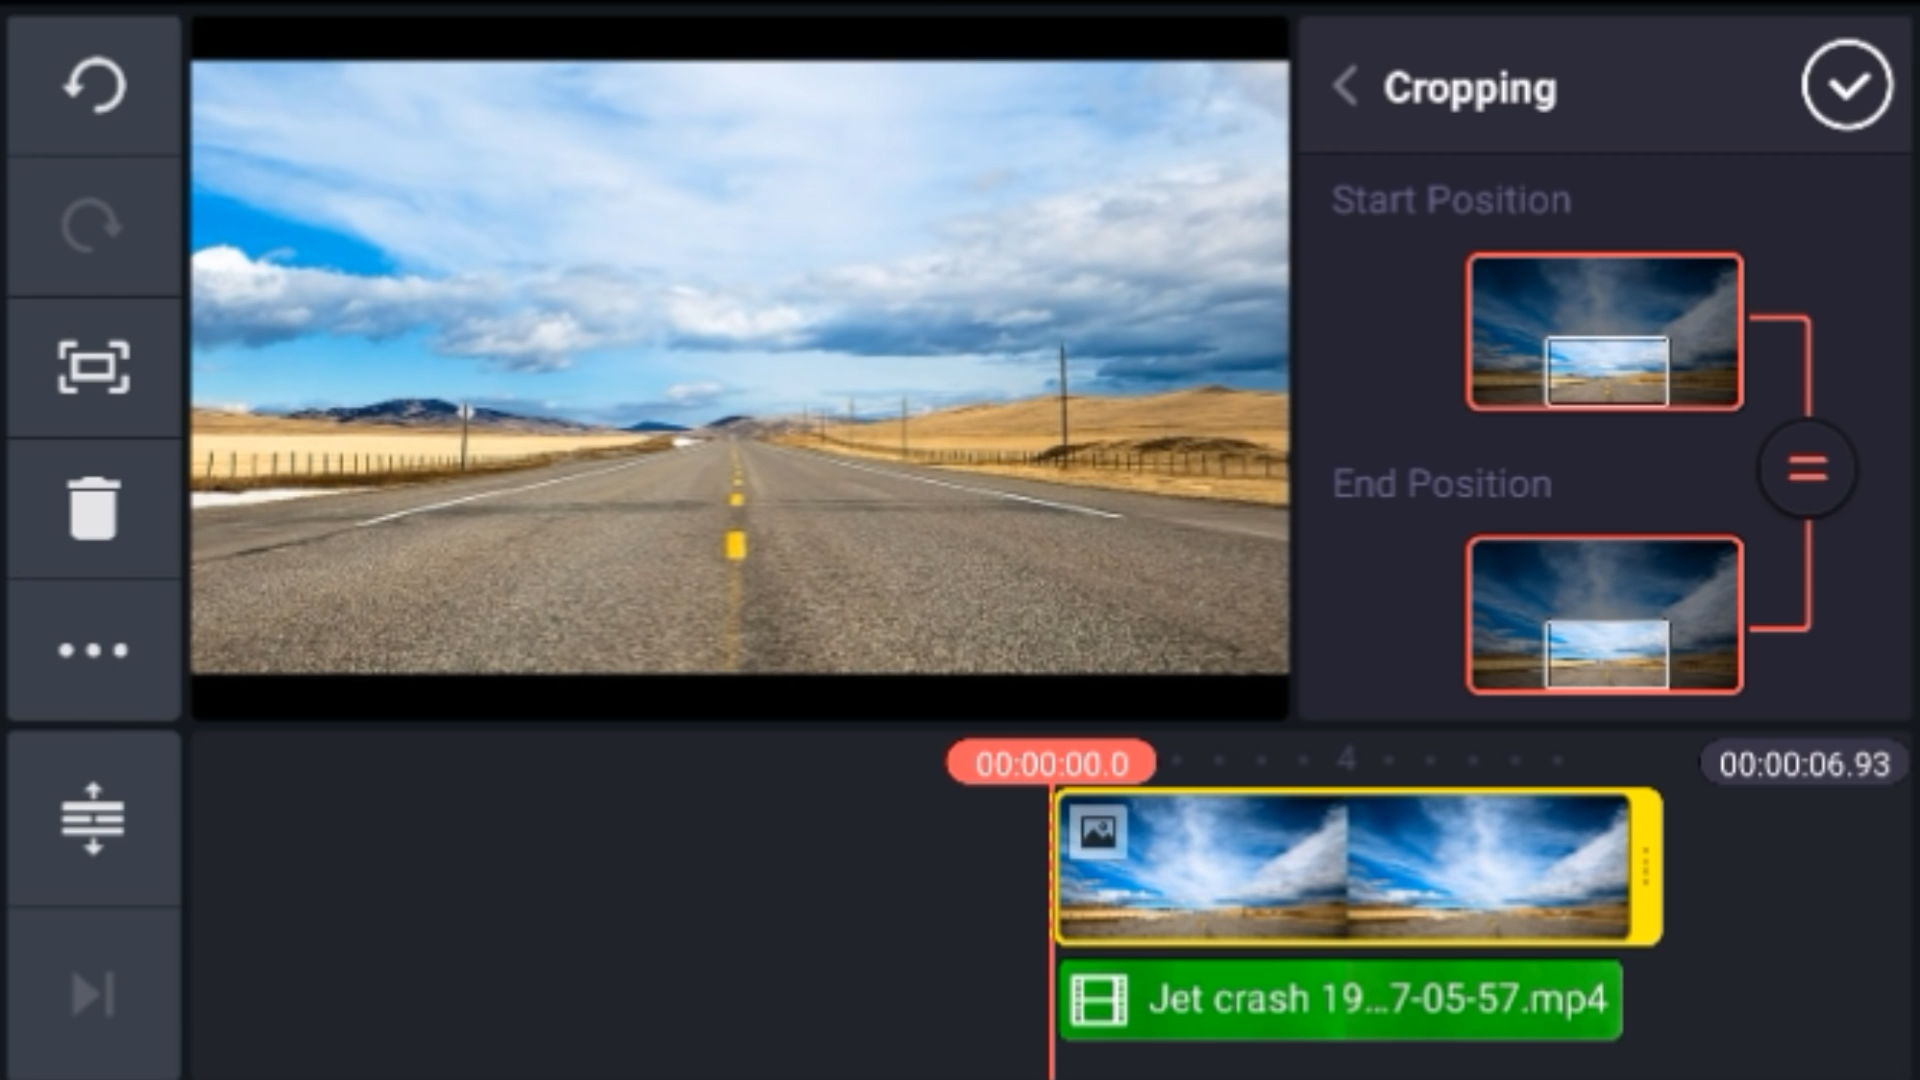 Cropping
Start Position
End Position
00:00:00.0
4
00:00:06.93
Jet crash 19...7-05-57.mp4